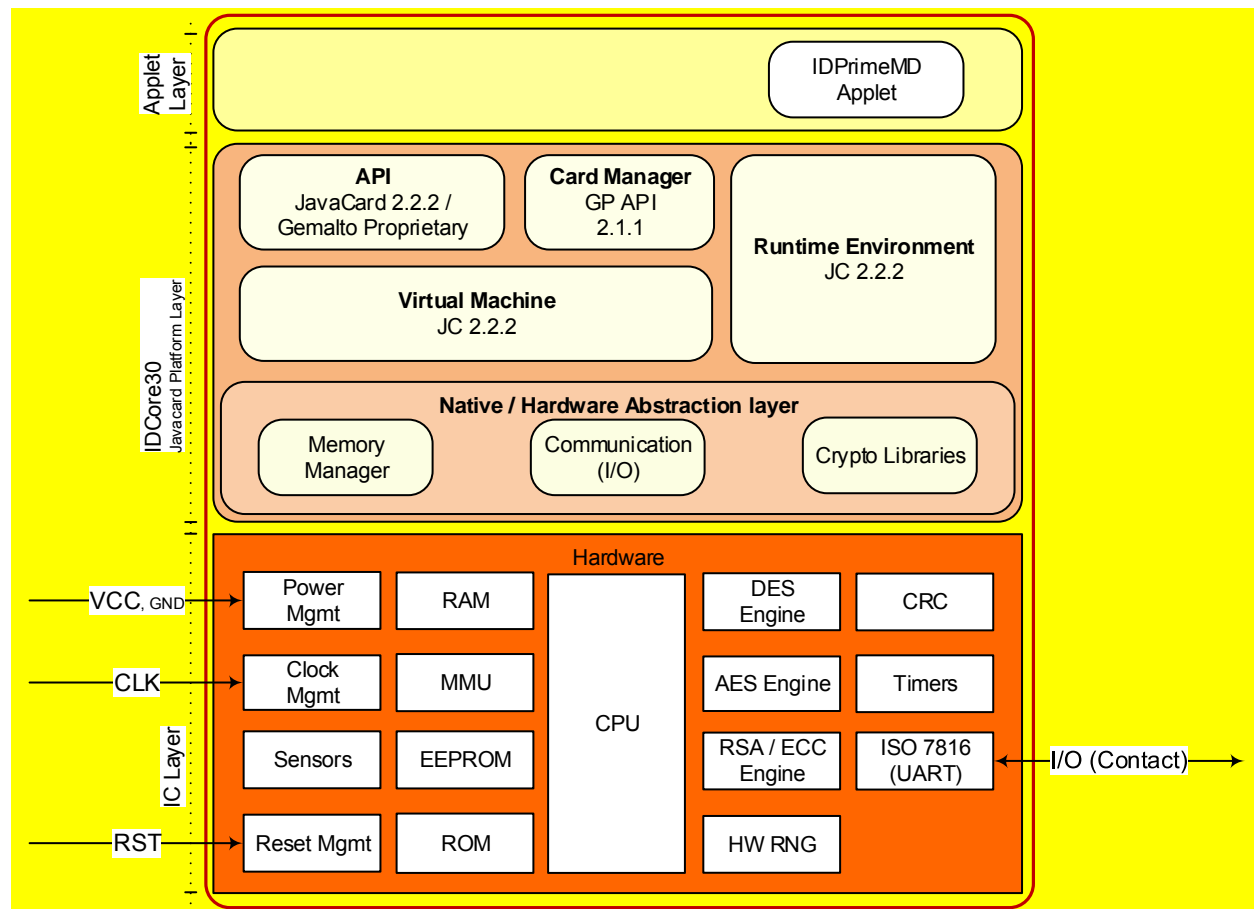 Applet
Layer
IDPrimeMD
Applet
IDCore30
Javacard Platform Layer
API
JavaCard 2.2.2 /
Gemalto Proprietary
Card Manager
GP API
2.1.1
Runtime Environment
JC 2.2.2
Virtual Machine
JC 2.2.2
Native / Hardware Abstraction layer
Memory
Manager
Communication
(I/O)
Crypto Libraries
IC Layer
Hardware
VCC, GND
Power
Mgmt
RAM
CPU
DES
Engine
CRC
CLK
Clock
Mgmt
MMU
AES Engine
Timers
Sensors
EEPROM
RSA / ECC
Engine
ISO 7816
(UART)
I/O (Contact)
RST
Reset Mgmt
ROM
HW RNG